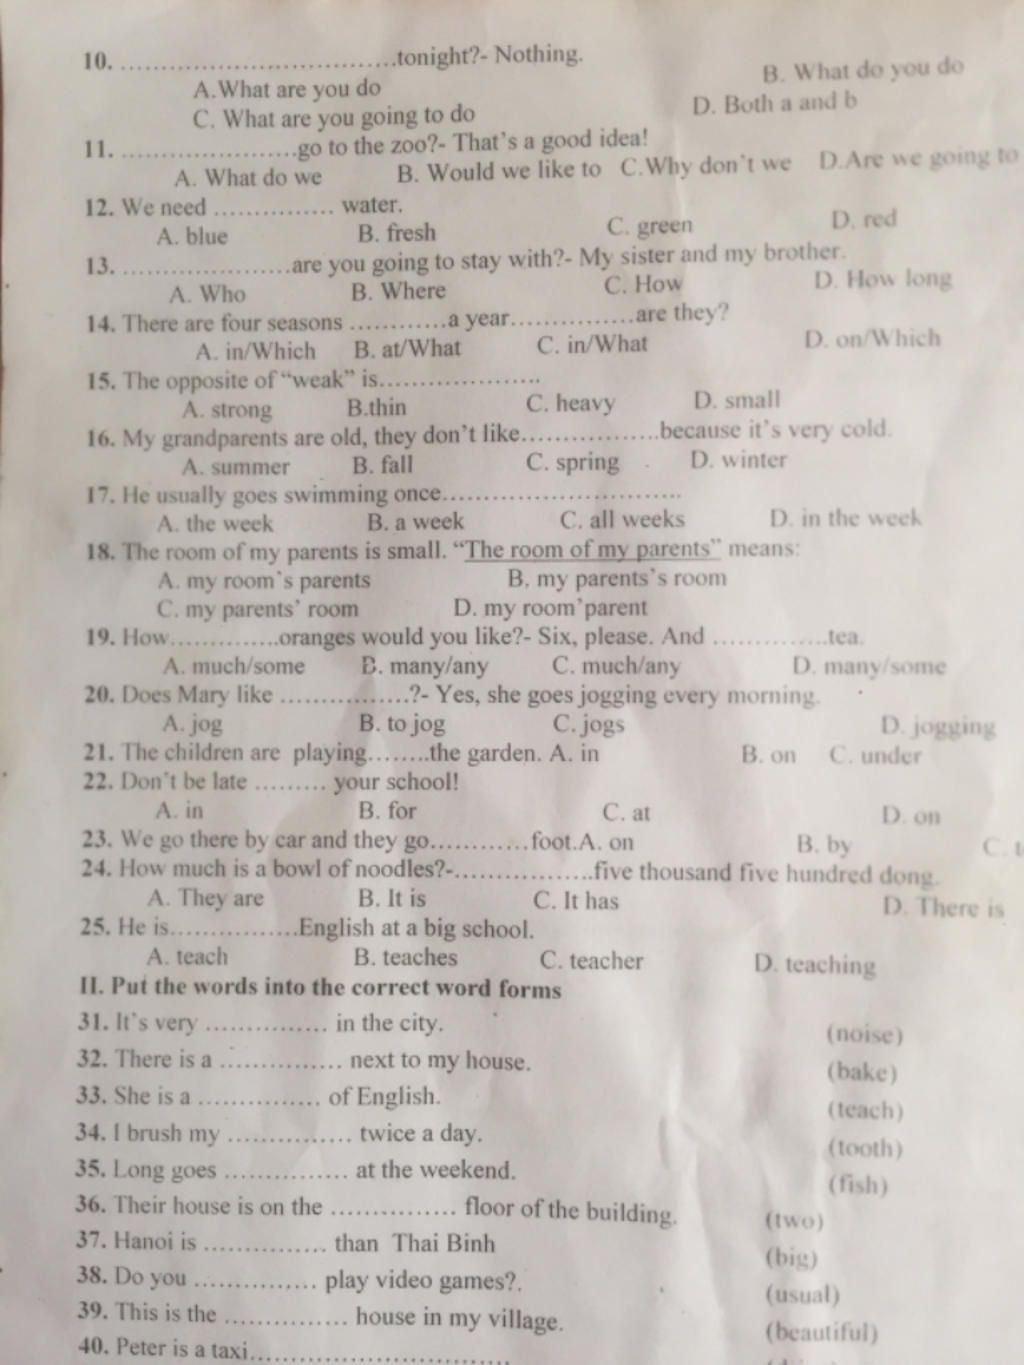 10. ..................................tonight?- Nothing.
A.What are you do B. What do you do
C. What are you going to do D. Both a and b
11. ......................go to the zoo?- That's a good idea!
A. What do we B. Would we like to C.Why don't we D.Are we going to
12. We need ............... water.
A. blue B. fresh C. green D. red
13. .....................are you going to stay with?- My sister and my brother.
A. Who B. Where C. How D. How long
14. There are four seasons ............a year...............are they?
A. in/Which B. at/What C. in/What D. on/Which
15. The opposite of “weak” is....................
A. strong B.thin C. heavy D. small
16. My grandparents are old, they don't like.................because it's very cold.
A. summer B. fall C. spring D. winter
17. He usually goes swimming once..............................
A. the week B. a week C. all weeks D. in the week
18. The room of my parents is small. “The room of my parents” means:
A. my room's parents B. my parents's room
C. my parents' room D. my room'parent
19. How..............oranges would you like?- Six, please. And ..............tea.
A. much/some B. many/any C. much/any D. many/some
20. Does Mary like ................?- Yes, she goes jogging every morning.
A. jog B. to jog C. jogs D. jogging
21. The children are playing........the garden. A. in B. on C. under
22. Don't be late ......... your school!
A. in B. for C. at D. on
23. We go there by car and they go............foot.A. on B. by C.
24. How much is a bowl of noodles?-.................five thousand five hundred dong.
A. They are B. It is C. It has D. There is
25. He is................English at a big school.
A. teach B. teaches C. teacher D. teaching
II. Put the words into the correct word forms
31. It's very ............... in the city. (noise)
32. There is a ............... next to my house. (bake)
33. She is a ............... of English. (teach)
34. I brush my ............... twice a day. (tooth)
35. Long goes ............... at the weekend. (fish)
36. Their house is on the ............... floor of the building. (two)
37. Hanoi is ............... than Thai Binh (big)
38. Do you ............... play video games?. (usual)
39. This is the ............... house in my village. (beautiful)
40. Peter is a taxi................................